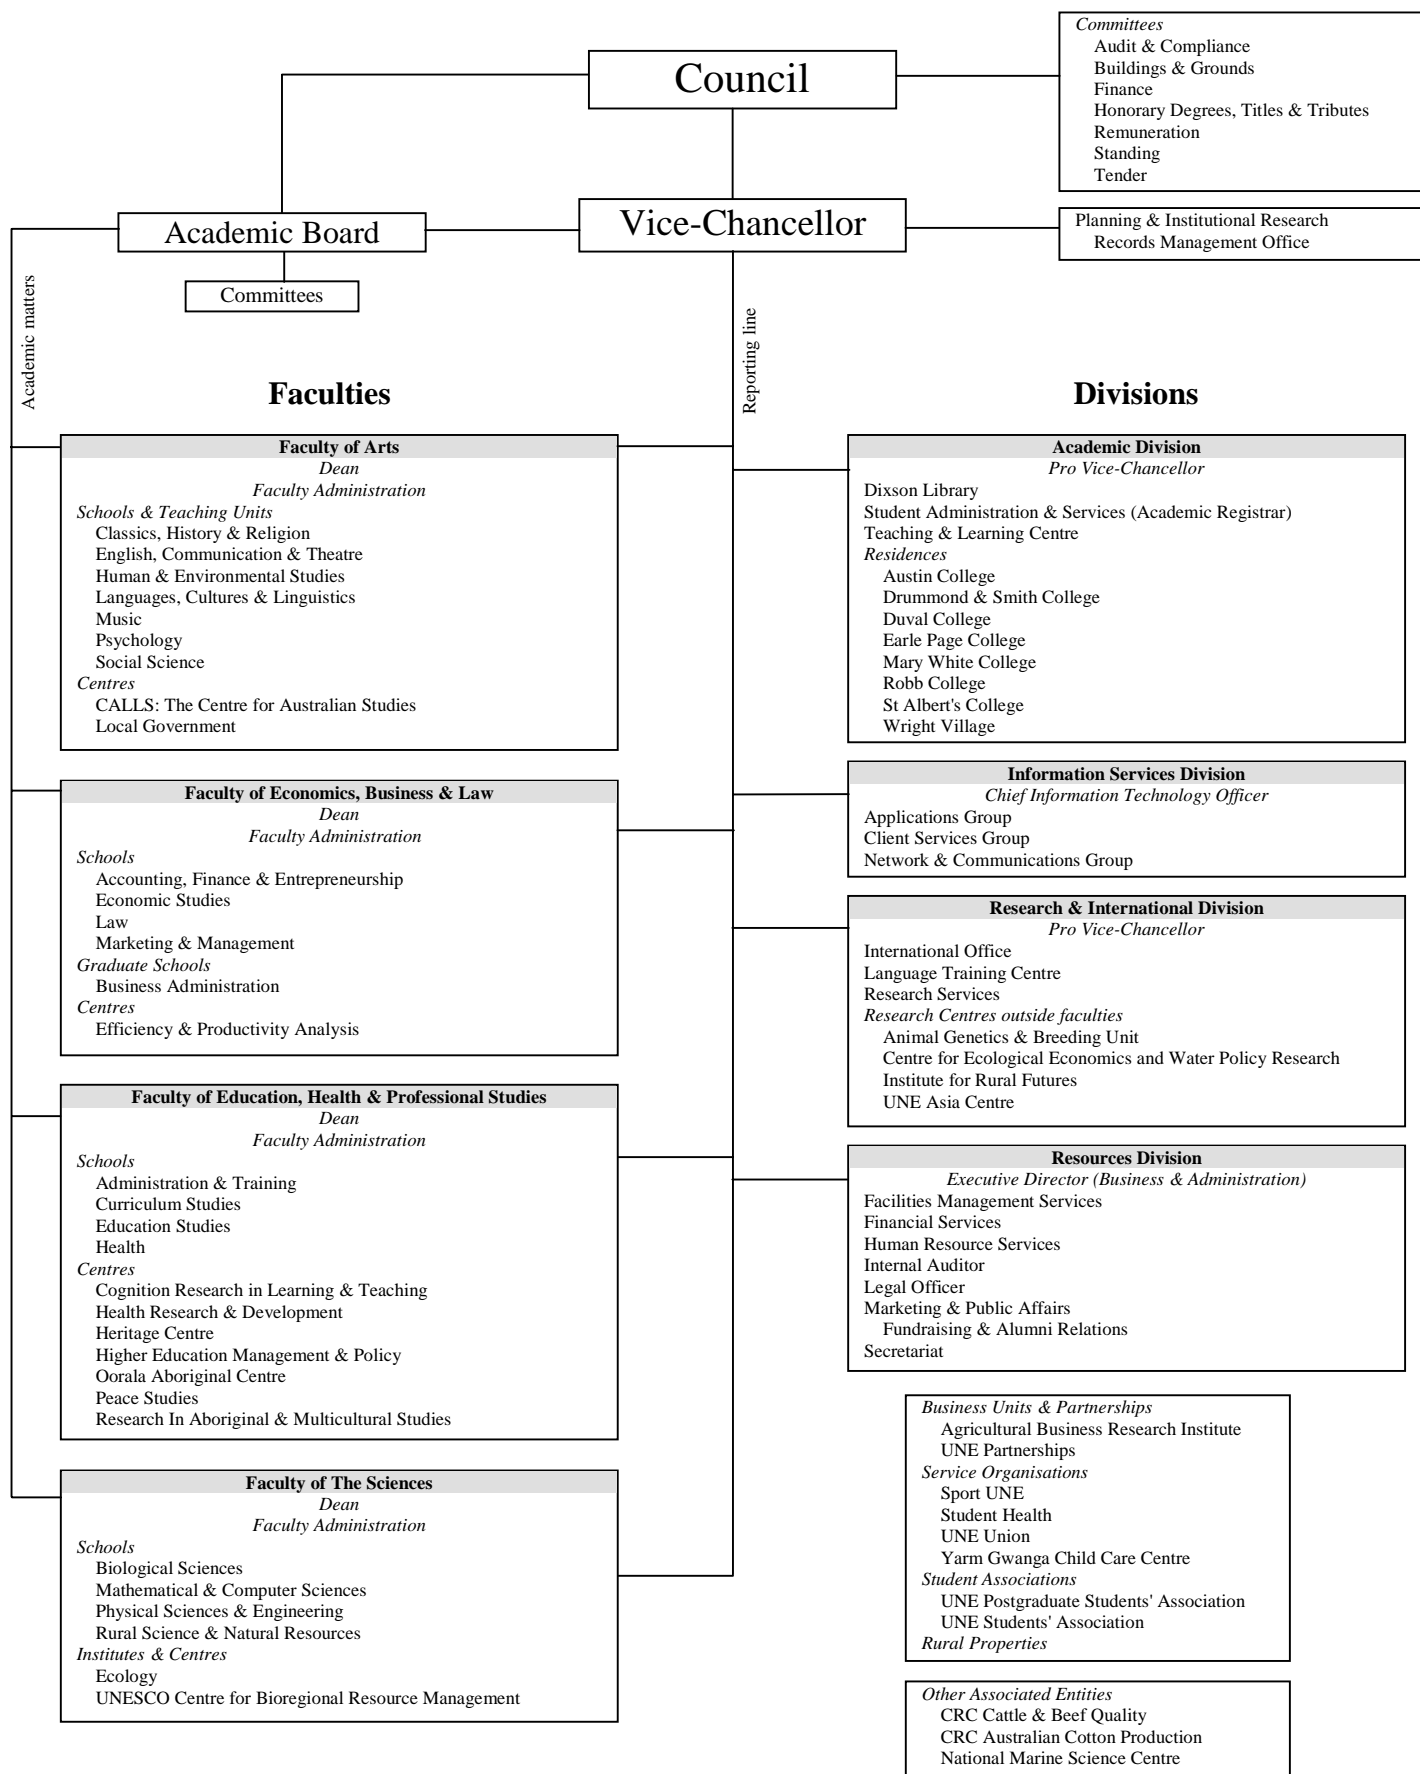 Council
Committees
Audit & Compliance
Buildings & Grounds
Finance
Honorary Degrees, Titles & Tributes
Remuneration
Standing
Tender
Academic Board
Vice-Chancellor
Planning & Institutional Research
Records Management Office
Committees
Academic matters
Reporting line
Faculties
Faculty of Arts
Dean
Faculty Administration
Schools & Teaching Units
Classics, History & Religion
English, Communication & Theatre
Human & Environmental Studies
Languages, Cultures & Linguistics
Music
Psychology
Social Science
Centres
CALLS: The Centre for Australian Studies
Local Government
Faculty of Economics, Business & Law
Dean
Faculty Administration
Schools
Accounting, Finance & Entrepreneurship
Economic Studies
Law
Marketing & Management
Graduate Schools
Business Administration
Centres
Efficiency & Productivity Analysis
Faculty of Education, Health & Professional Studies
Dean
Faculty Administration
Schools
Administration & Training
Curriculum Studies
Education Studies
Health
Centres
Cognition Research in Learning & Teaching
Health Research & Development
Heritage Centre
Higher Education Management & Policy
Oorala Aboriginal Centre
Peace Studies
Research In Aboriginal & Multicultural Studies
Faculty of The Sciences
Dean
Faculty Administration
Schools
Biological Sciences
Mathematical & Computer Sciences
Physical Sciences & Engineering
Rural Science & Natural Resources
Institutes & Centres
Ecology
UNESCO Centre for Bioregional Resource Management
Divisions
Academic Division
Pro Vice-Chancellor
Dixson Library
Student Administration & Services (Academic Registrar)
Teaching & Learning Centre
Residences
Austin College
Drummond & Smith College
Duval College
Earle Page College
Mary White College
Robb College
St Albert's College
Wright Village
Information Services Division
Chief Information Technology Officer
Applications Group
Client Services Group
Network & Communications Group
Research & International Division
Pro Vice-Chancellor
International Office
Language Training Centre
Research Services
Research Centres outside faculties
Animal Genetics & Breeding Unit
Centre for Ecological Economics and Water Policy Research
Institute for Rural Futures
UNE Asia Centre
Resources Division
Executive Director (Business & Administration)
Facilities Management Services
Financial Services
Human Resource Services
Internal Auditor
Legal Officer
Marketing & Public Affairs
Fundraising & Alumni Relations
Secretariat
Business Units & Partnerships
Agricultural Business Research Institute
UNE Partnerships
Service Organisations
Sport UNE
Student Health
UNE Union
Yarm Gwanga Child Care Centre
Student Associations
UNE Postgraduate Students' Association
UNE Students' Association
Rural Properties
Other Associated Entities
CRC Cattle & Beef Quality
CRC Australian Cotton Production
National Marine Science Centre